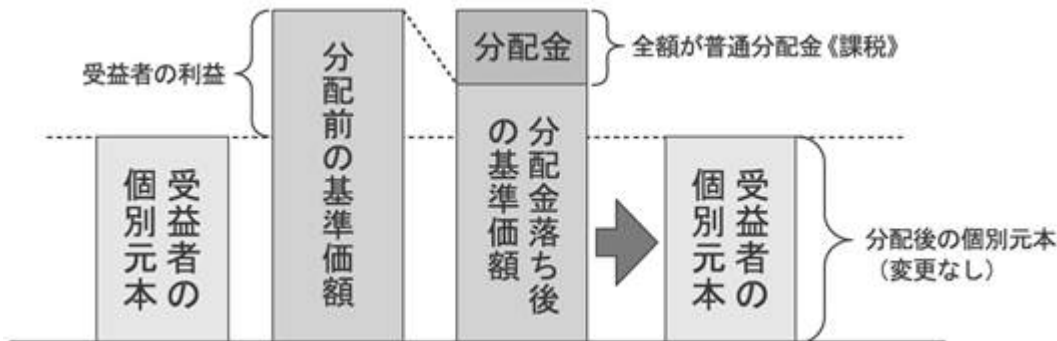 受益者の利益
受益者の
個別元本
分配前の基準価額
分配金
全額が普通分配金《課税》
分配金落ち後
の基準価額
受益者の
個別元本
分配後の個別元本
（変更なし）